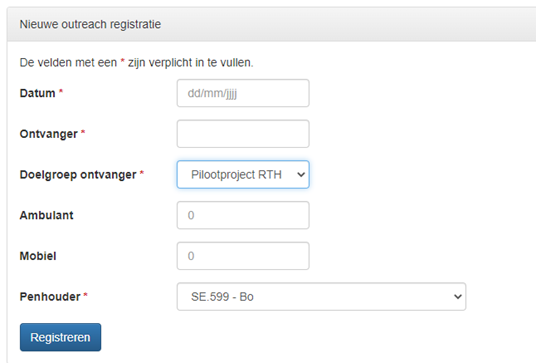 Nieuwe outreach registratie
De velden met een * zijn verplicht in te vullen.
Datum * dd/mm/jjjj
Ontvanger *
Doelgroep ontvanger * Pilootproject RTH
Ambulant 0
Mobiel 0
Penhouder * SE.599 - Bo
Registreren